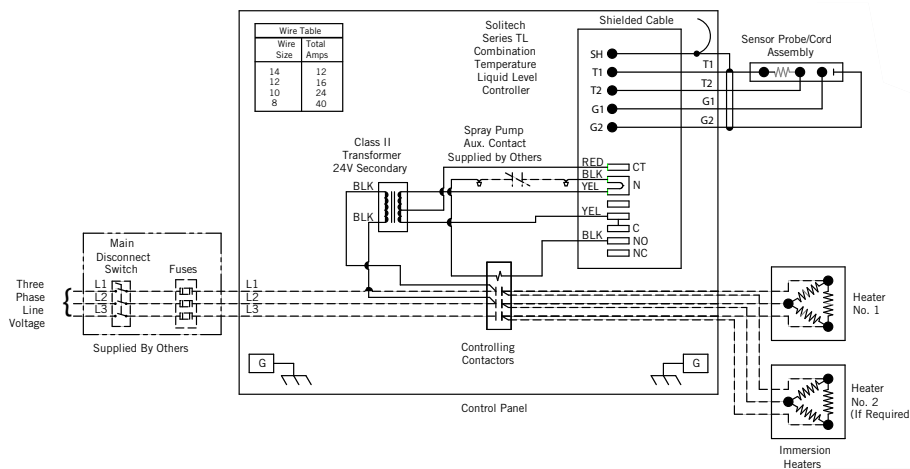 Wire Table
Wire Size
Total Amps
14 12
12 16
10 24
8 40
Solitech
Series TL
Combination
Temperature
Liquid Level
Controller
Shielded Cable
SH
T1
T2
G1
G2
T1
T2
G1
G2
Sensor Probe/Cord
Assembly
Class II
Transformer
24V Secondary
BLK
BLK
Spray Pump
Aux. Contact
Supplied by Others
RED
BLK
YEL
YEL
BLK
CT
N
C
NO
NC
Main
Disconnect
Switch
Fuses
Three
Phase
Line
Voltage
L1
L2
L3
L1
L2
L3
Supplied By Others
Controlling
Contactors
G
G
Control Panel
Heater
No. 1
Heater
No. 2
(If Required
Immersion
Heaters